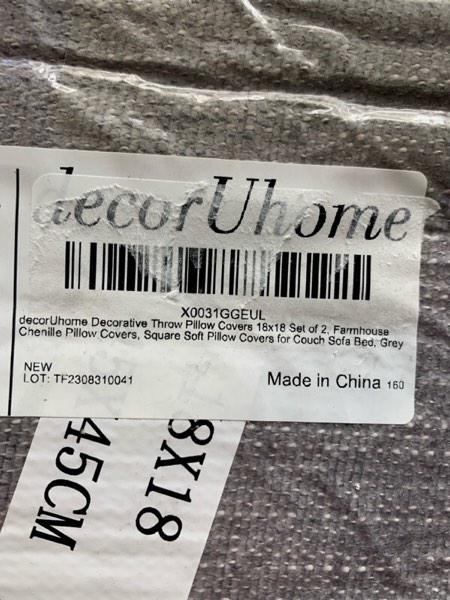 decorUhome
X0031GGEUL
decorUhome Decorative Throw Pillow Covers 18x18 Set of 2, Farmhouse
Chenille Pillow Covers, Square Soft Pillow Covers for Couch Sofa Bed, Grey
NEW
LOT: TF2308310041
Made in China 160
8X18
45CM